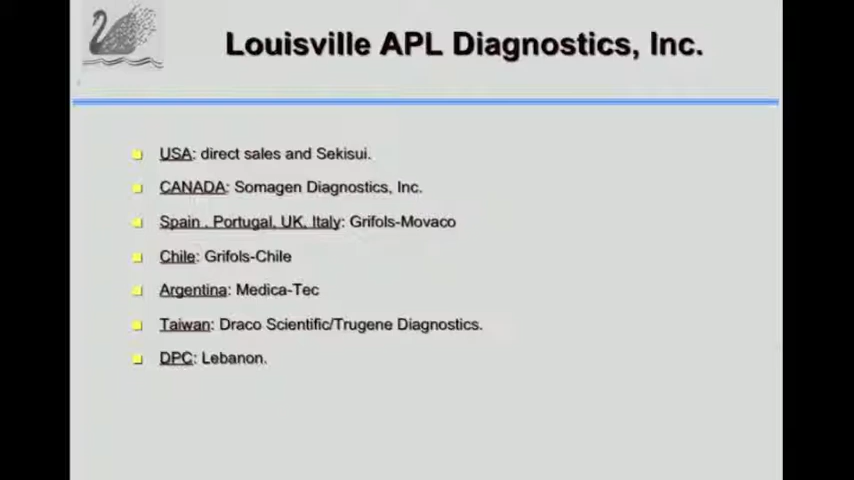 Louisville APL Diagnostics, Inc.
USA: direct sales and Sekisui.
CANADA: Somagen Diagnostics, Inc.
Spain , Portugal, UK, Italy: Grifols-Movaco
Chile: Grifols-Chile
Argentina: Medica-Tec
Taiwan: Draco Scientific/Trugene Diagnostics.
DPC: Lebanon.